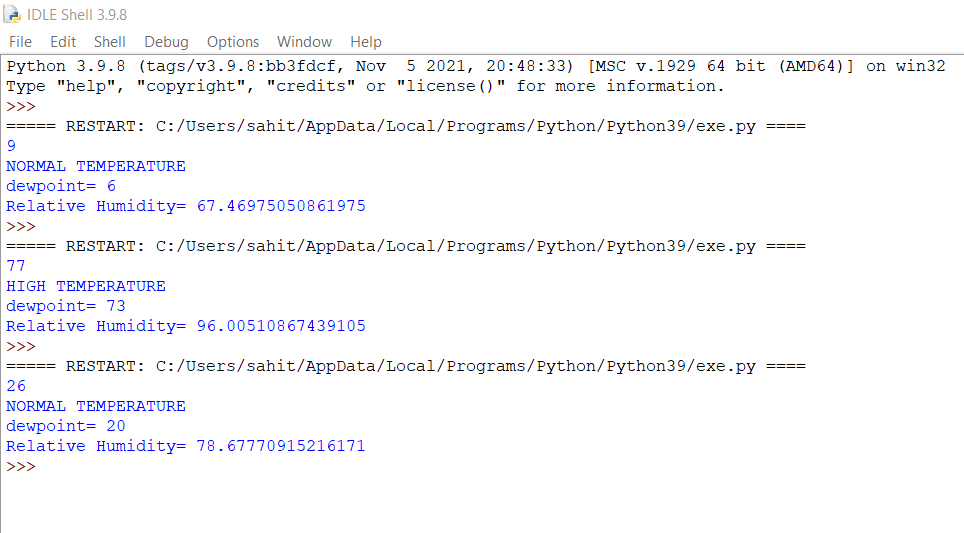 IDLE Shell 3.9.8
File Edit Shell Debug Options Window Help
Python 3.9.8 (tags/v3.9.8:bb3fdcf, Nov  5 2021, 20:48:33) [MSC v.1929 64 bit (AMD64)] on win32
Type "help", "copyright", "credits" or "license()" for more information.
>>>
===== RESTART: C:/Users/sahit/AppData/Local/Programs/Python/Python39/exe.py ====
9
NORMAL TEMPERATURE
dewpoint= 6
Relative Humidity= 67.46975050861975
>>>
===== RESTART: C:/Users/sahit/AppData/Local/Programs/Python/Python39/exe.py ====
77
HIGH TEMPERATURE
dewpoint= 73
Relative Humidity= 96.00510867439105
>>>
===== RESTART: C:/Users/sahit/AppData/Local/Programs/Python/Python39/exe.py ====
26
NORMAL TEMPERATURE
dewpoint= 20
Relative Humidity= 78.67770915216171
>>>